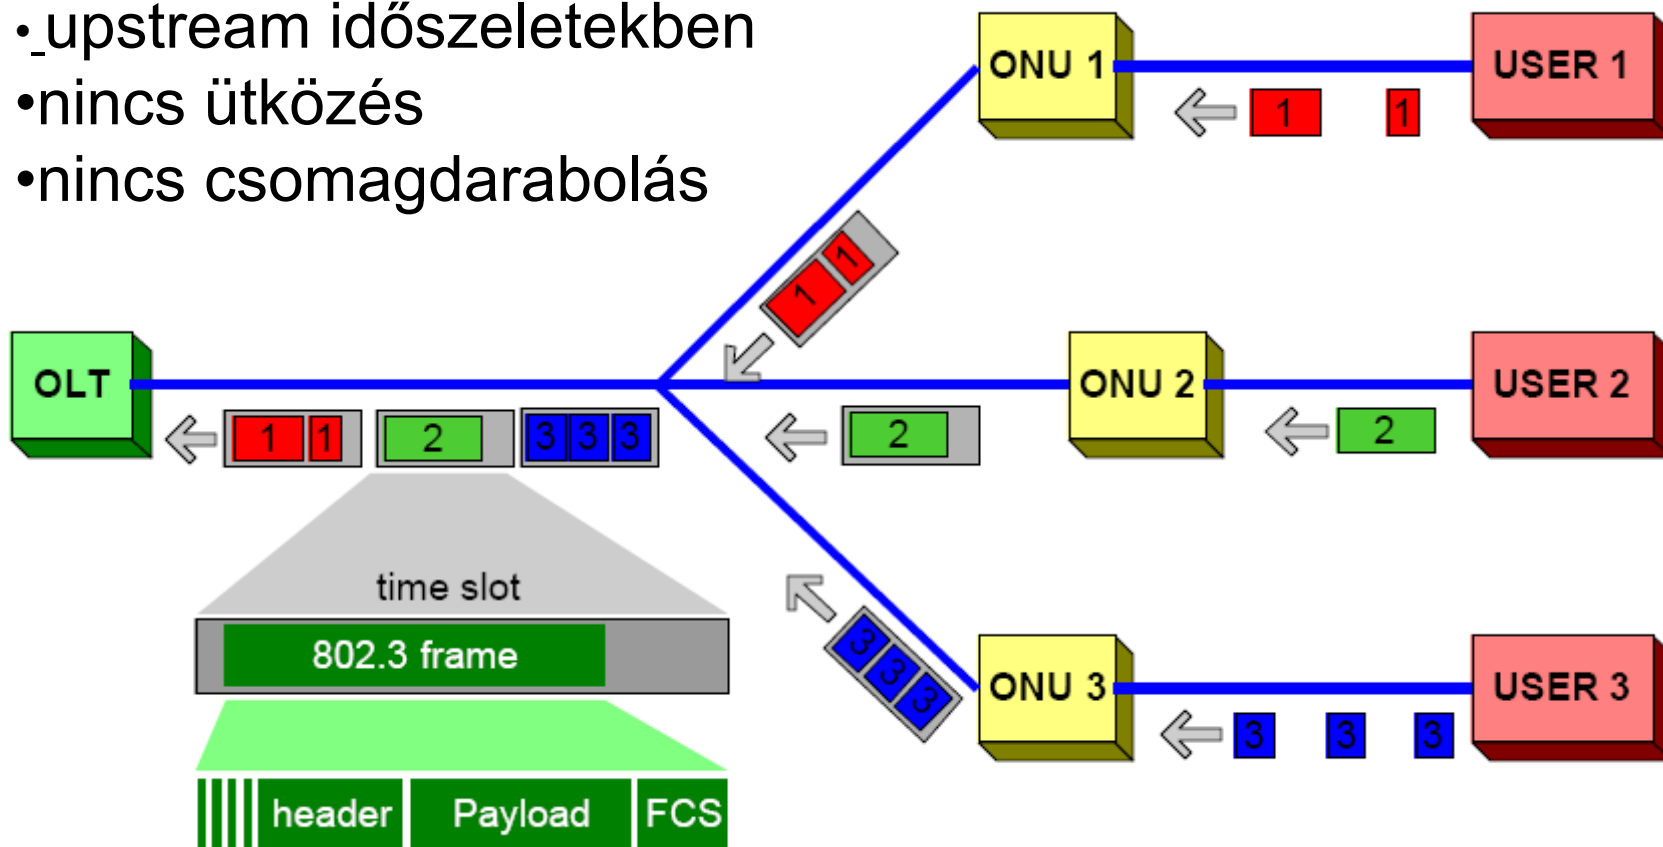 • upstream időszeletekben
•nincs ütközés
•nincs csomagdarabolás
ONU 1
USER 1
1 1
1 1
OLT
ONU 2
USER 2
1 1 2 3 3 3
2
2
time slot
802.3 frame
3 3 3
ONU 3
USER 3
3 3 3
header Payload FCS